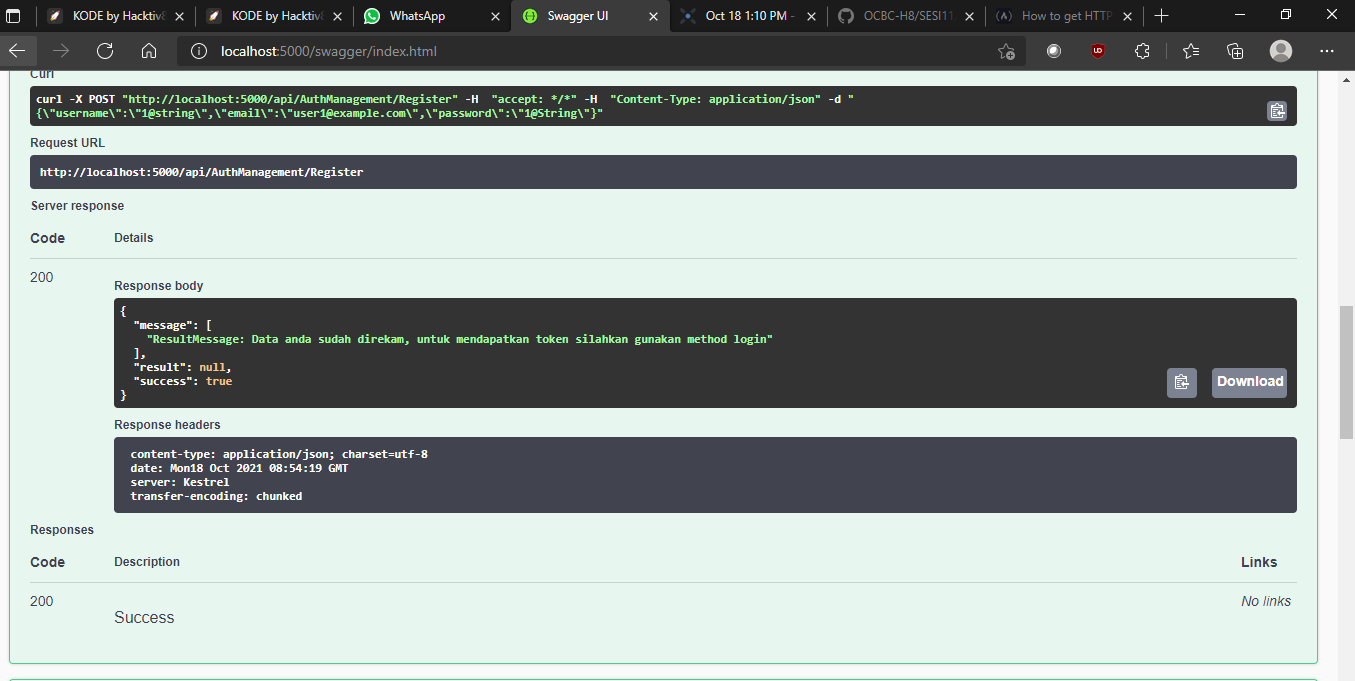 KODE by Hacktiv8
KODE by Hacktiv8
WhatsApp
Swagger UI
Oct 18 1:10 PM -
OCBC-H8/SESI11
How to get HTTP
localhost:5000/swagger/index.html
Curl
curl -X POST "http://localhost:5000/api/AuthManagement/Register" -H  "accept: */*" -H  "Content-Type: application/json" -d "
{\"username\":\"1@string\",\"email\":\"user1@example.com\",\"password\":\"1@String\"}"
Request URL
http://localhost:5000/api/AuthManagement/Register
Server response
Code Details
200
Response body
{
"message": [
"ResultMessage: Data anda sudah direkam, untuk mendapatkan token silahkan gunakan method login"
],
"result": null,
"success": true
}
Download
Response headers
content-type: application/json; charset=utf-8
date: Mon18 Oct 2021 08:54:19 GMT
server: Kestrel
transfer-encoding: chunked
Responses
Code Description Links
200 No links
Success